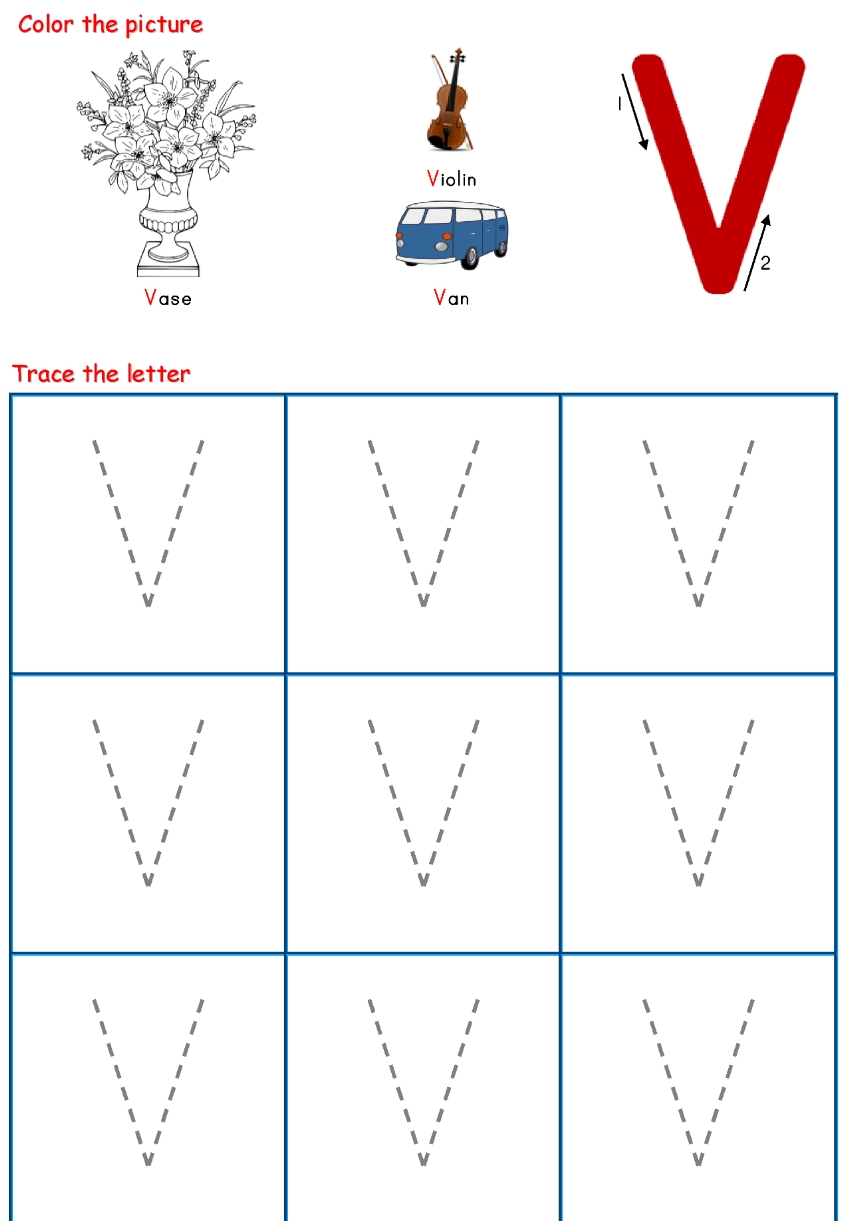 Color the picture
Violin
Vase
Van
V
1
2
Trace the letter
V V V
V V V
V V V